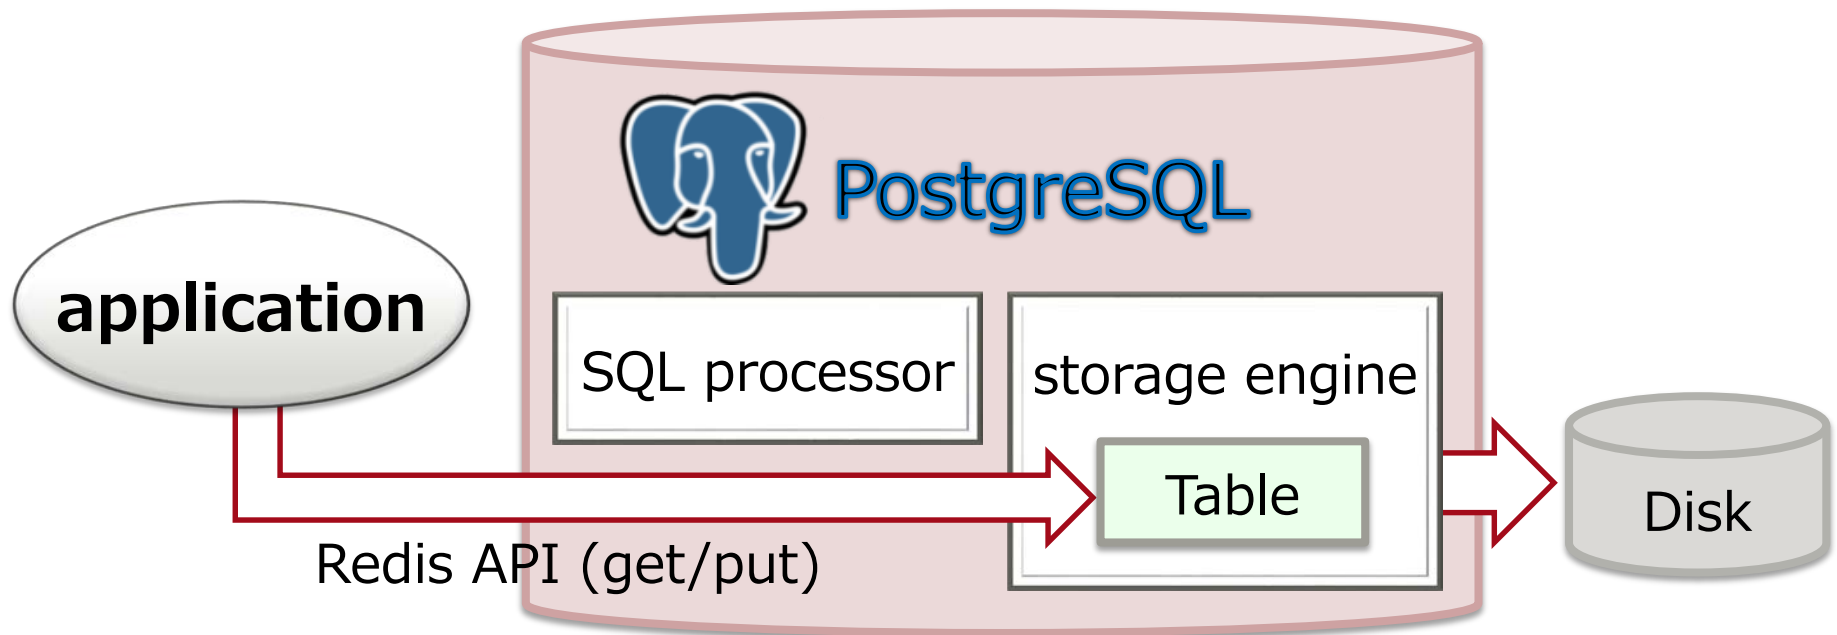 PostgreSQL
application
SQL processor
storage engine
Table
Disk
Redis API (get/put)